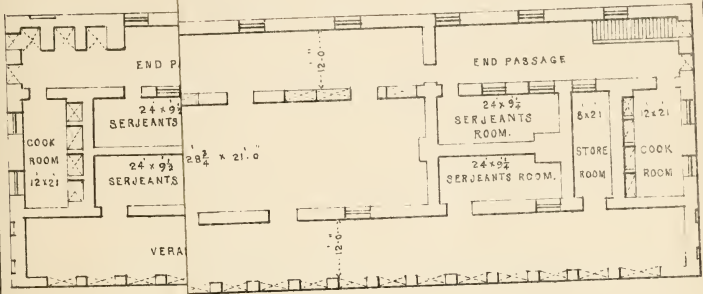 END PA
12.0"
END PASSAGE
24 x 9½
SERJEANTS
24 x 9½
SERJEANTS
ROOM.
8 x 21
STORE
ROOM
12 x 21
COOK
ROOM
COOK
ROOM
12 x 21
24 x 9½
SERJEANTS
28¾ x 21.0"
24 x 9½
SERJEANTS ROOM.
VERA
12.0"